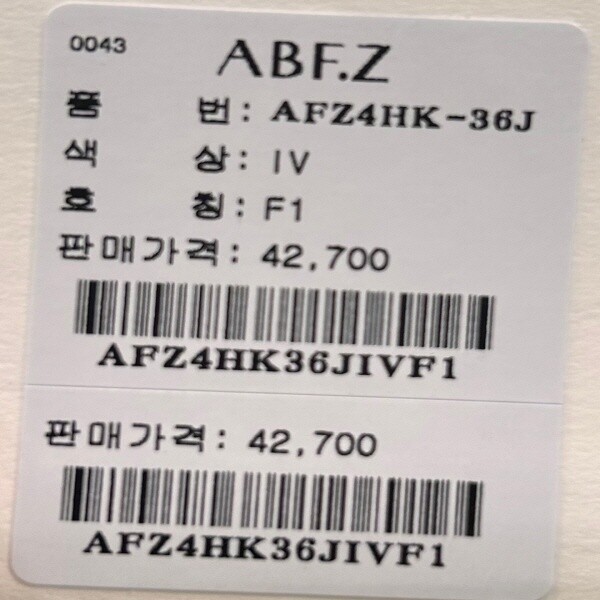 0043
ABF.Z
품 번: AFZ4HK-36J
색 상: IV
호 칭: F1
판매가격: 42,700
AFZ4HK36JIVF1
판매가격: 42,700
AFZ4HK36JIVF1